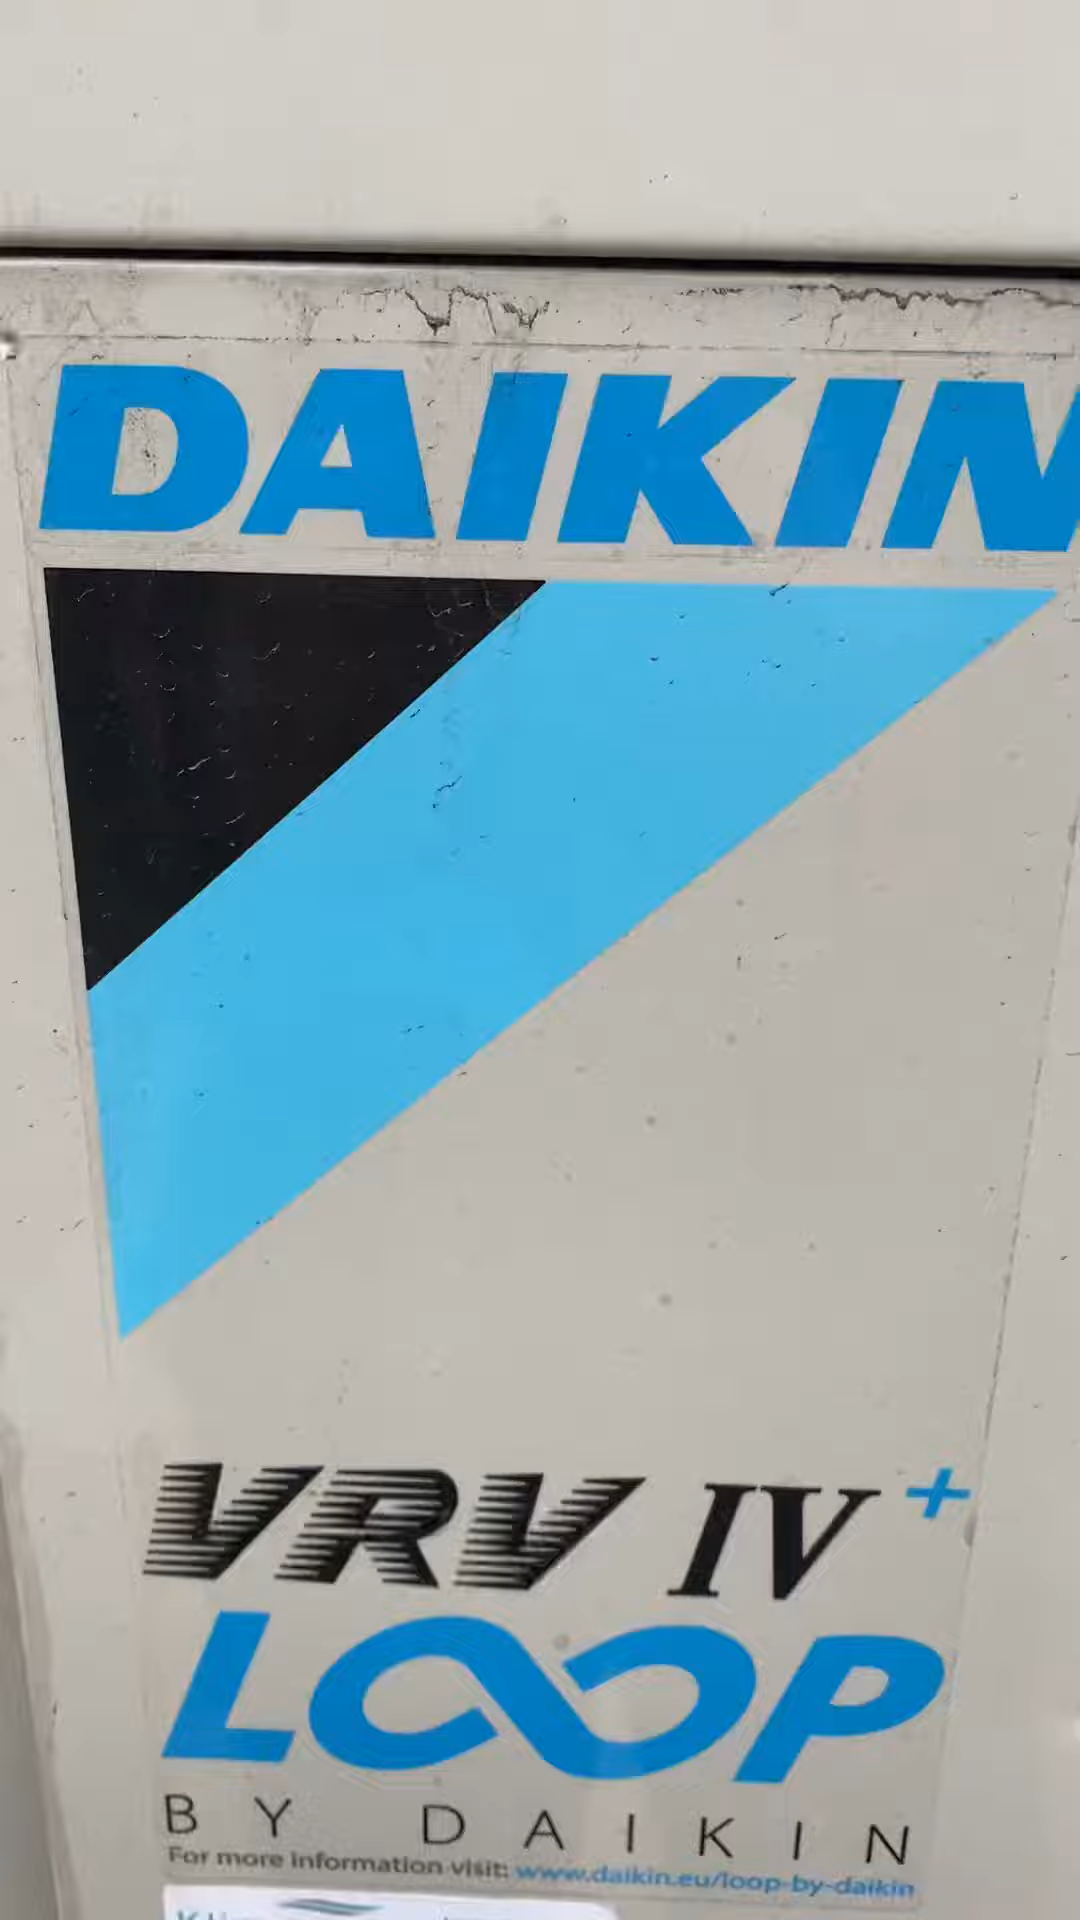 DAIKIN
VRV IV+
LOOP
BY DAIKIN
For more information visit: www.daikin.eu/loop-by-daikin